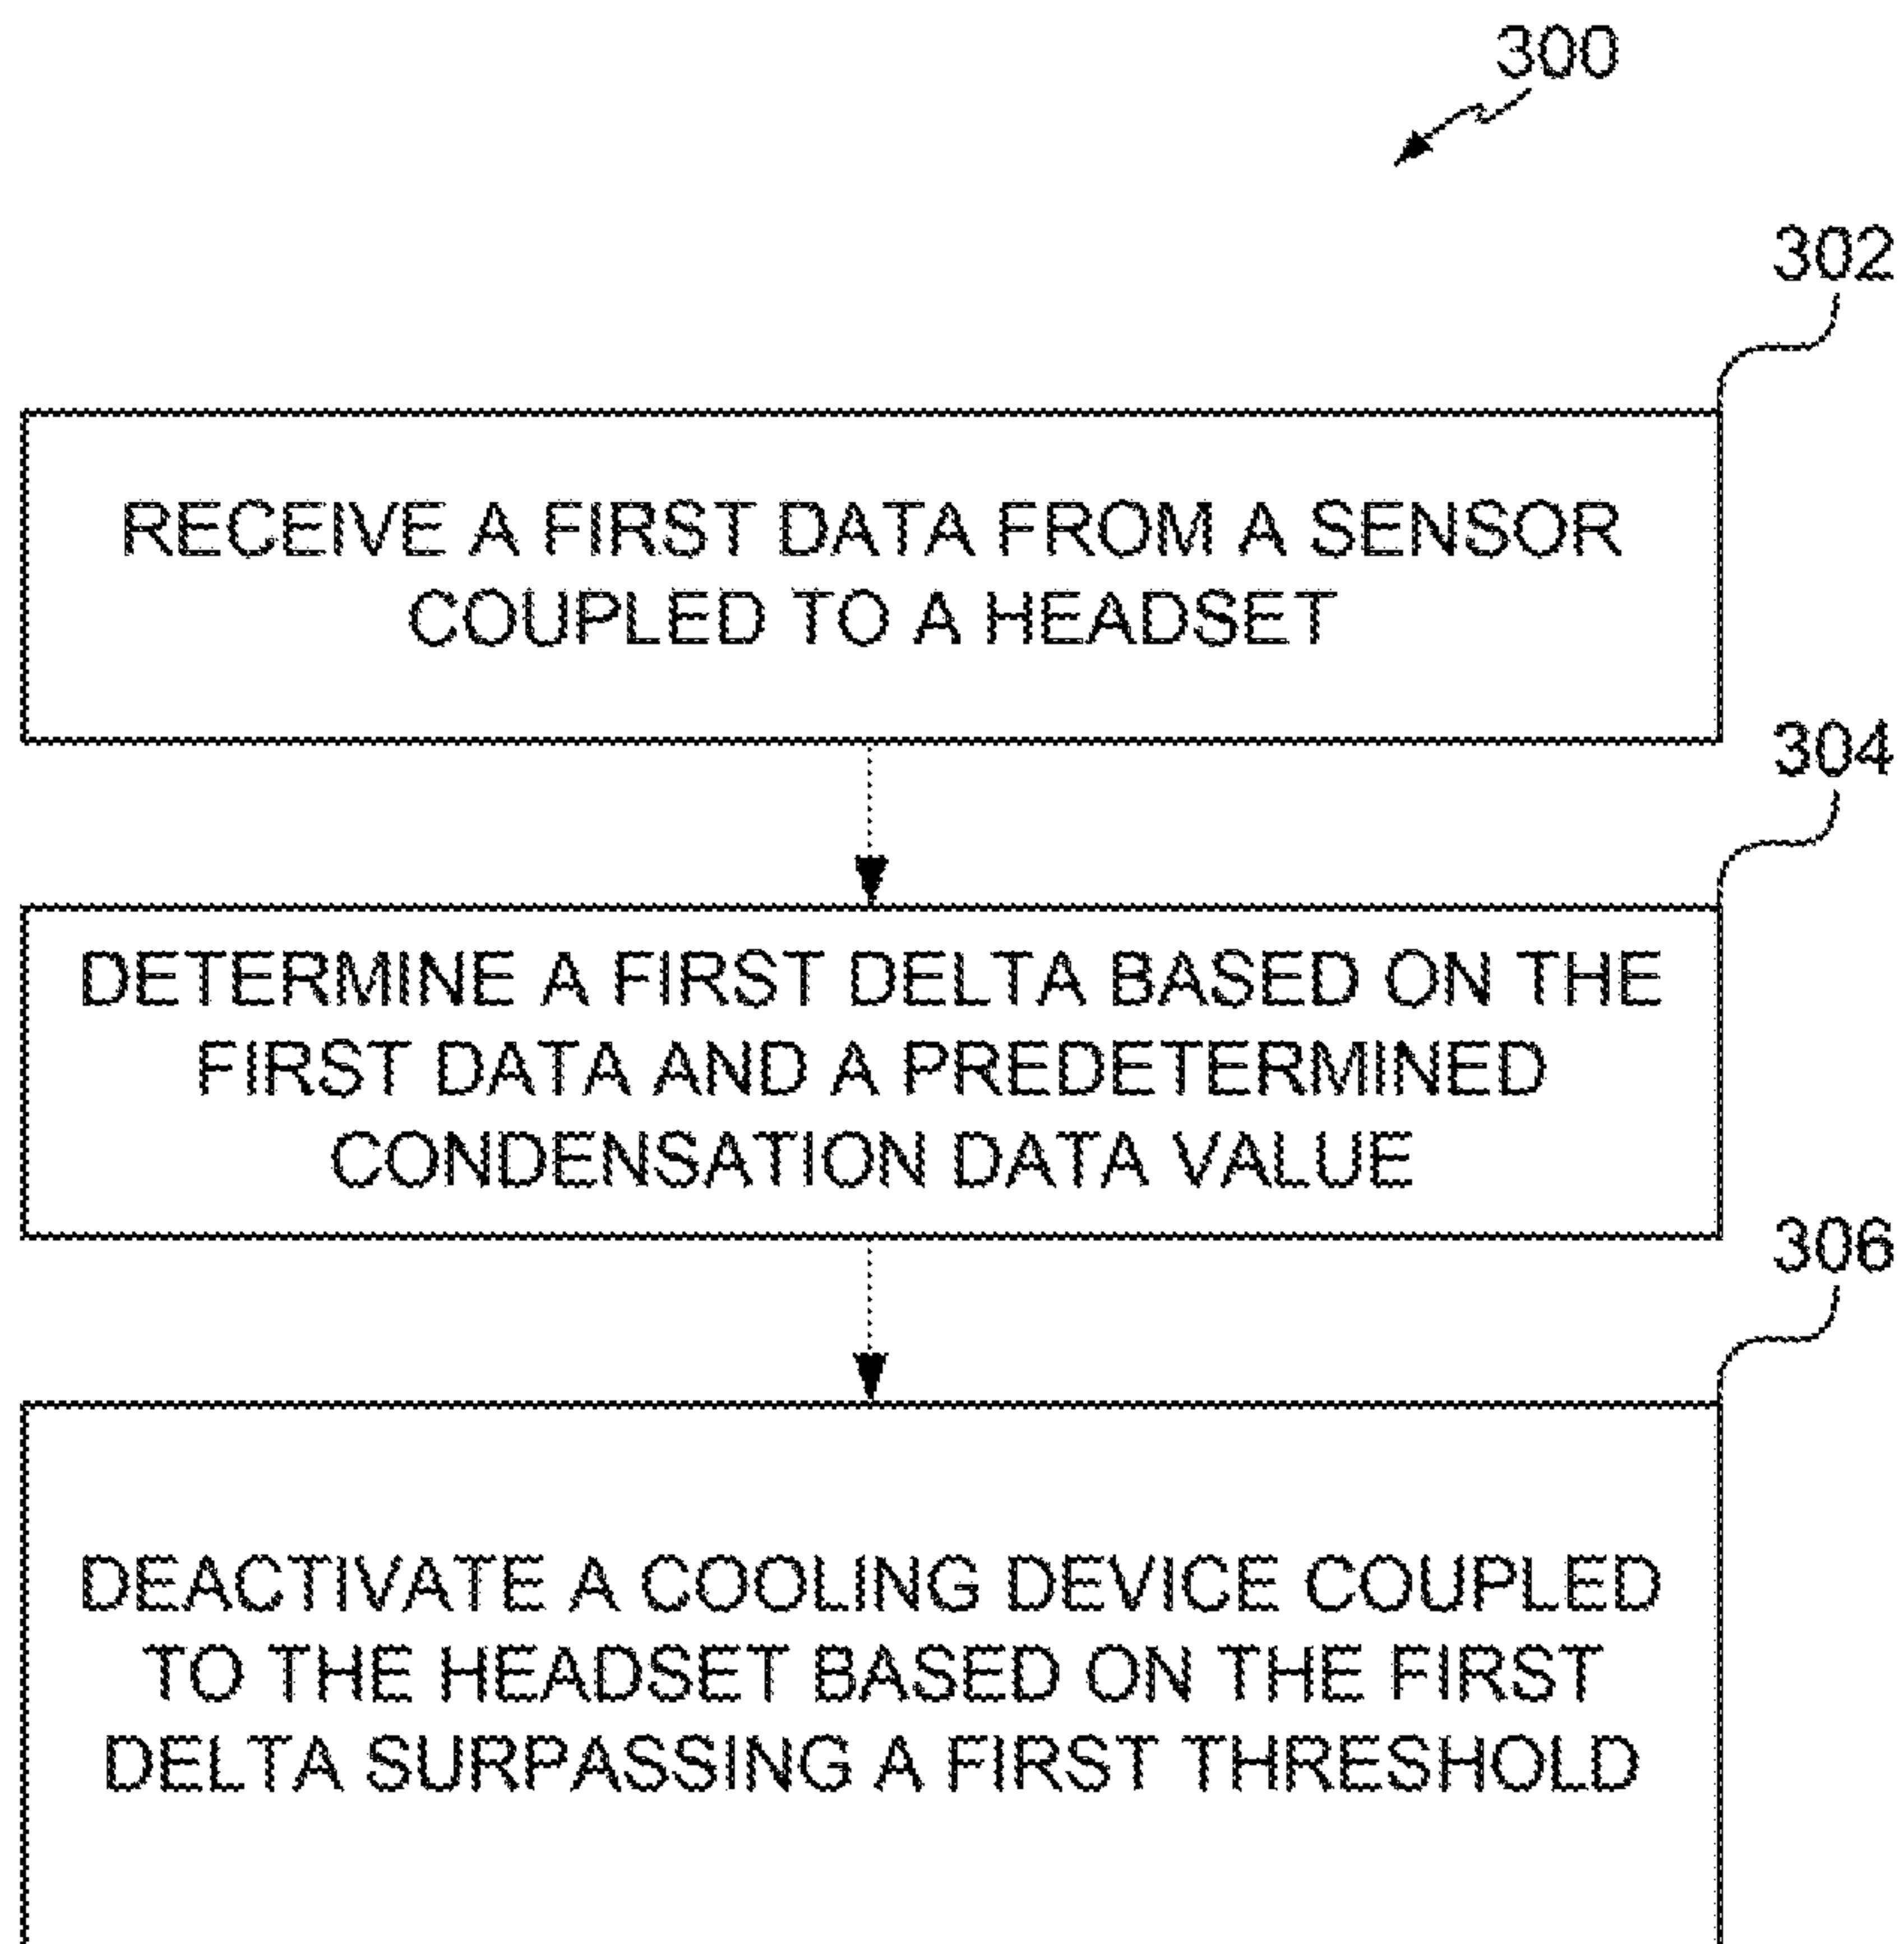 300
302
RECEIVE A FIRST DATA FROM A SENSOR
COUPLED TO A HEADSET
304
DETERMINE A FIRST DELTA BASED ON THE
FIRST DATA AND A PREDETERMINED
CONDENSATION DATA VALUE
306
DEACTIVATE A COOLING DEVICE COUPLED
TO THE HEADSET BASED ON THE FIRST
DELTA SURPASSING A FIRST THRESHOLD